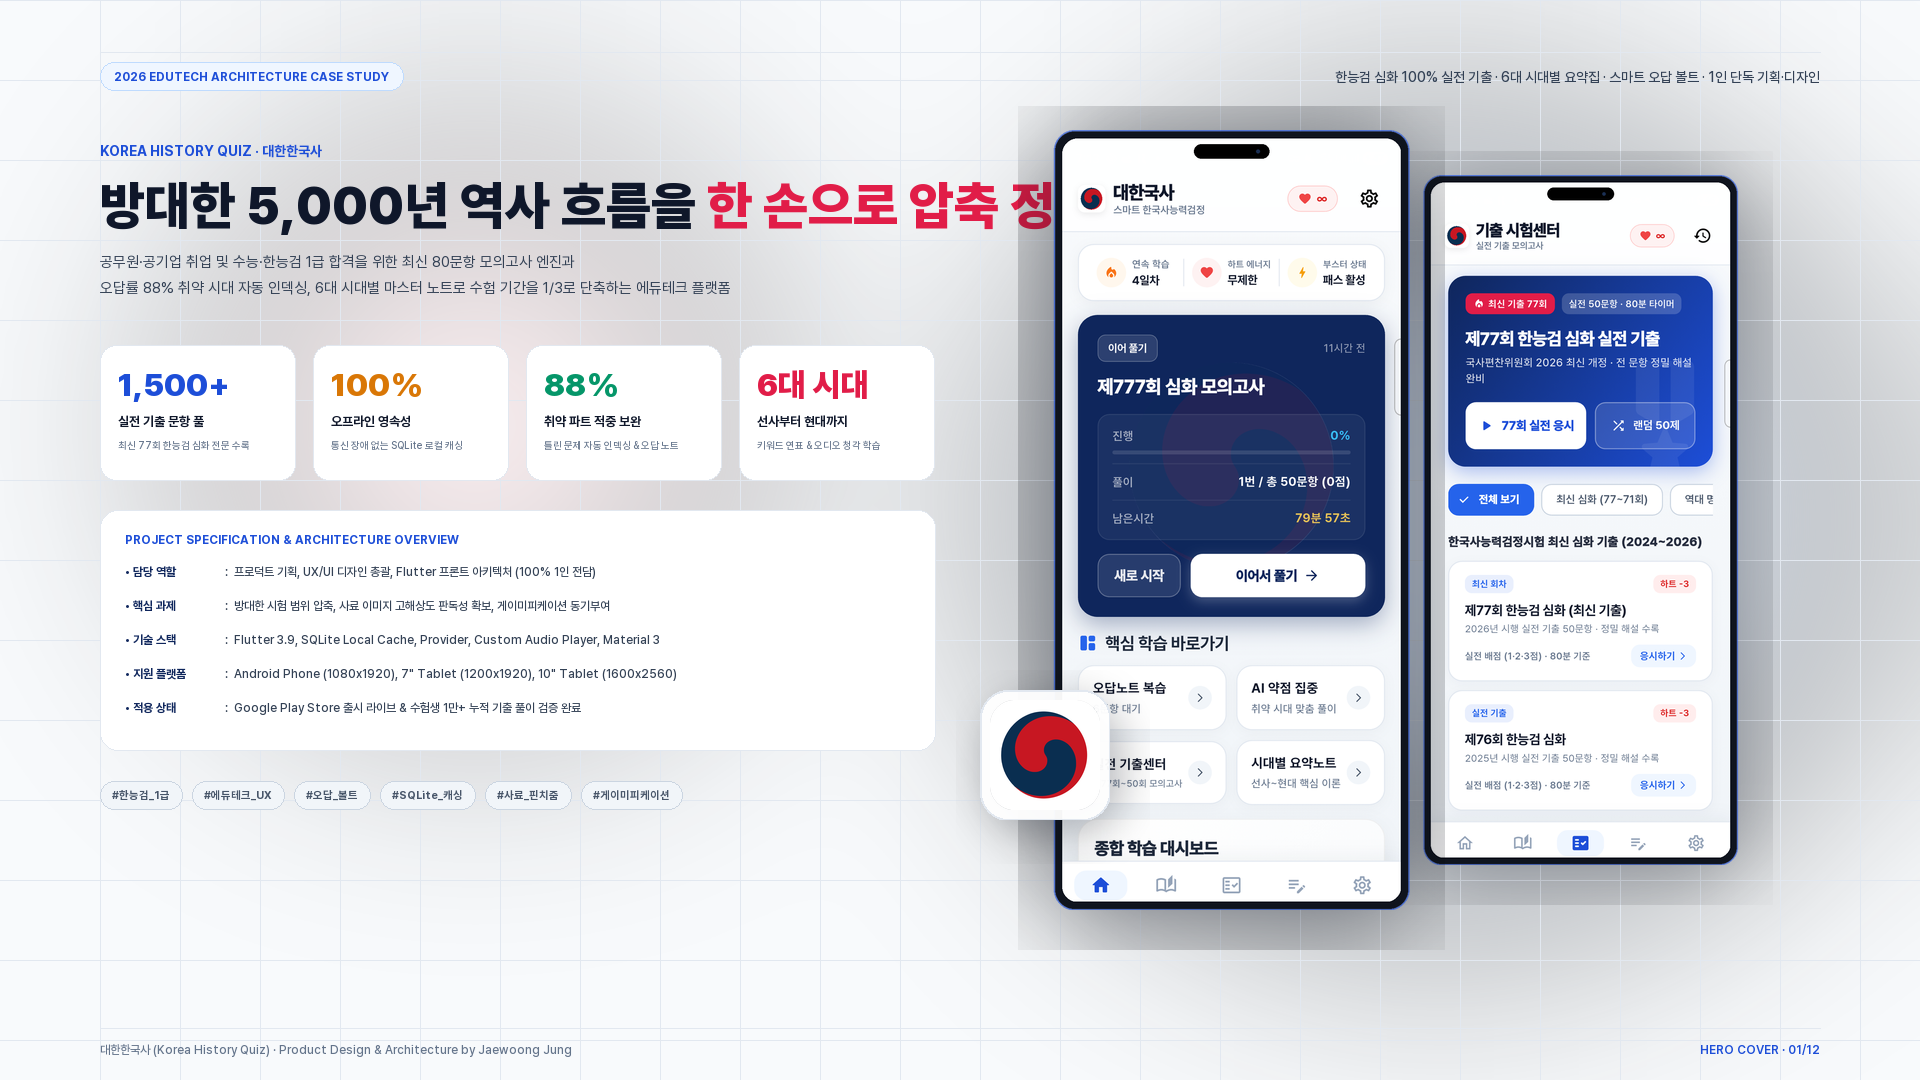 2026 EDUTECH ARCHITECTURE CASE STUDY
한능검 심화 100% 실전 기출 · 6대 시대별 요약집 · 스마트 오답 볼트 · 1인 단독 기획·디자인
KOREA HISTORY QUIZ · 대한한국사
방대한 5,000년 역사 흐름을 한 손으로 압축 정
공무원·공기업 취업 및 수능·한능검 1급 합격을 위한 최신 80문항 모의고사 엔진과
오답률 88% 취약 시대 자동 인덱싱, 6대 시대별 마스터 노트로 수험 기간을 1/3로 단축하는 에듀테크 플랫폼
1,500+
실전 기출 문항 풀
최신 77회 한능검 심화 전문 수록
100%
오프라인 영속성
통신 장애 없는 SQLite 로컬 캐싱
88%
취약 파트 적중 보완
틀린 문제 자동 인덱싱 & 오답노트
6대 시대
선사부터 현대까지
키워드 연표 & 오디오 청각 학습
PROJECT SPECIFICATION & ARCHITECTURE OVERVIEW
• 담당 역할 : 프로덕트 기획, UX/UI 디자인 총괄, Flutter 프론트 아키텍처 (100% 1인 전담)
• 핵심 과제 : 방대한 시험 범위 압축, 사료 이미지 고해상도 판독성 확보, 게이미피케이션 동기부여
• 기술 스택 : Flutter 3.9, SQLite Local Cache, Provider, Custom Audio Player, Material 3
• 지원 플랫폼 : Android Phone (1080x1920), 7" Tablet (1200x1920), 10" Tablet (1600x2560)
• 적용 상태 : Google Play Store 출시 라이브 & 수험생 1만+ 누적 기출 풀이 검증 완료
#한능검_1급 #에듀테크_UX #오답_볼트 #SQLite_캐싱 #사료_핀치줌 #게이미피케이션
대한국사
스마트 한국사능력검정
∞
연속 학습
4일차
하트 에너지
무제한
부스터 상태
패스 활성
이어 풀기
11시간 전
제777회 심화 모의고사
진행 0%
풀이 1번 / 총 50문항 (0점)
남은시간 79분 57초
새로 시작
이어서 풀기 →
핵심 학습 바로가기
오답노트 복습
항 대기
AI 약점 집중
취약 시대 맞춤 풀이
전 기출센터
7회~50회 모의고사
시대별 요약노트
선사~현대 핵심 이론
종합 학습 대시보드
기출 시험센터
실전 기출 모의고사
∞
최신 기출 77회
실전 50문항 · 80분 타이머
제77회 한능검 심화 실전 기출
국사편찬위원회 2026 최신 개정 · 전 문항 정밀 해설
완비
77회 실전 응시
랜덤 50제
전체 보기
최신 심화 (77~71회)
역대 명
한국사능력검정시험 최신 심화 기출 (2024~2026)
최신 회차
하트 -3
제77회 한능검 심화 (최신 기출)
2026년 시행 실전 기출 50문항 · 정밀 해설 수록
실전 배점 (1·2·3점) · 80분 기준
응시하기
실전 기출
하트 -3
제76회 한능검 심화
2025년 시행 실전 기출 50문항 · 정밀 해설 수록
실전 배점 (1·2·3점) · 80분 기준
응시하기
대한한국사 (Korea History Quiz) · Product Design & Architecture by Jaewoong Jung
HERO COVER · 01/12